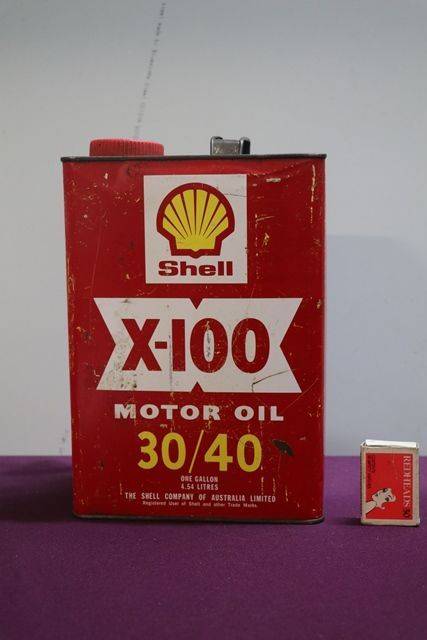 Shell
X-100
MOTOR OIL
30/40
ONE GALLON
4.54 LITRES
THE SHELL COMPANY OF AUSTRALIA LIMITED
Registered User of Shell and other Trade Marks.
REDHEADS
50